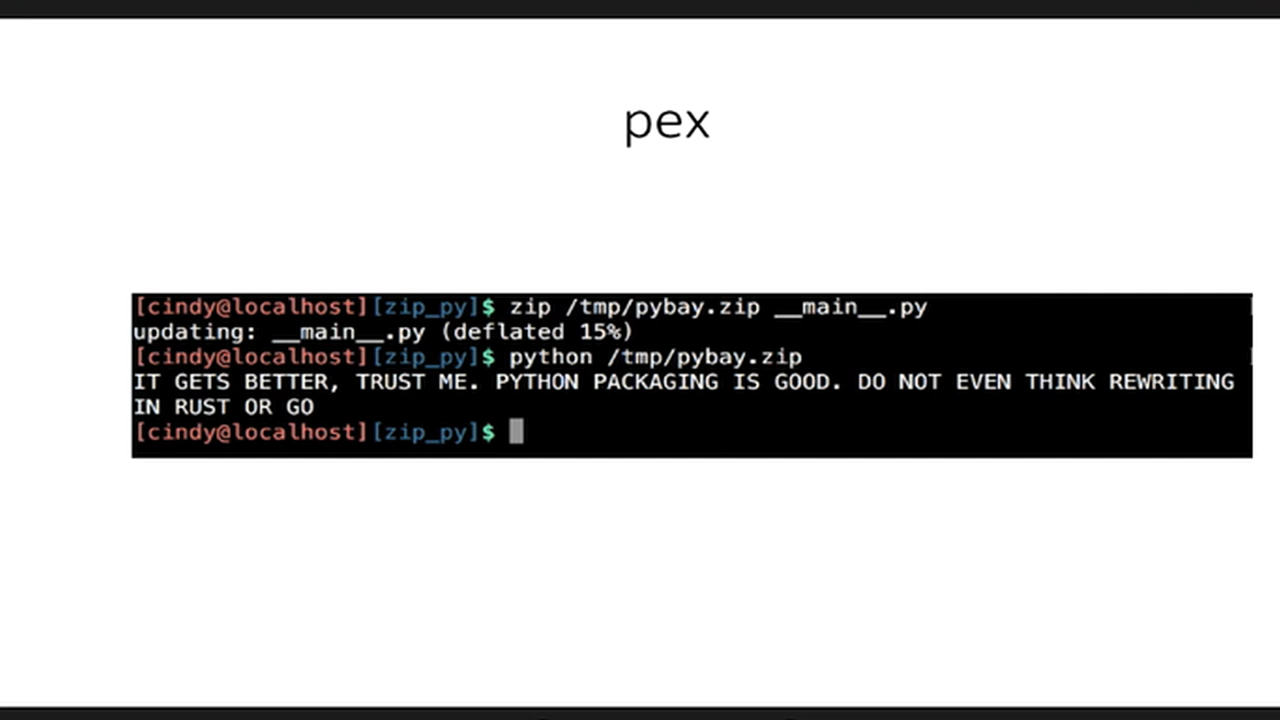 pex
[cindy@localhost][zip_py]$ zip /tmp/pybay.zip __main__.py
updating: __main__.py (deflated 15%)
[cindy@localhost][zip_py]$ python /tmp/pybay.zip
IT GETS BETTER, TRUST ME. PYTHON PACKAGING IS GOOD. DO NOT EVEN THINK REWRITING
IN RUST OR GO
[cindy@localhost][zip_py]$